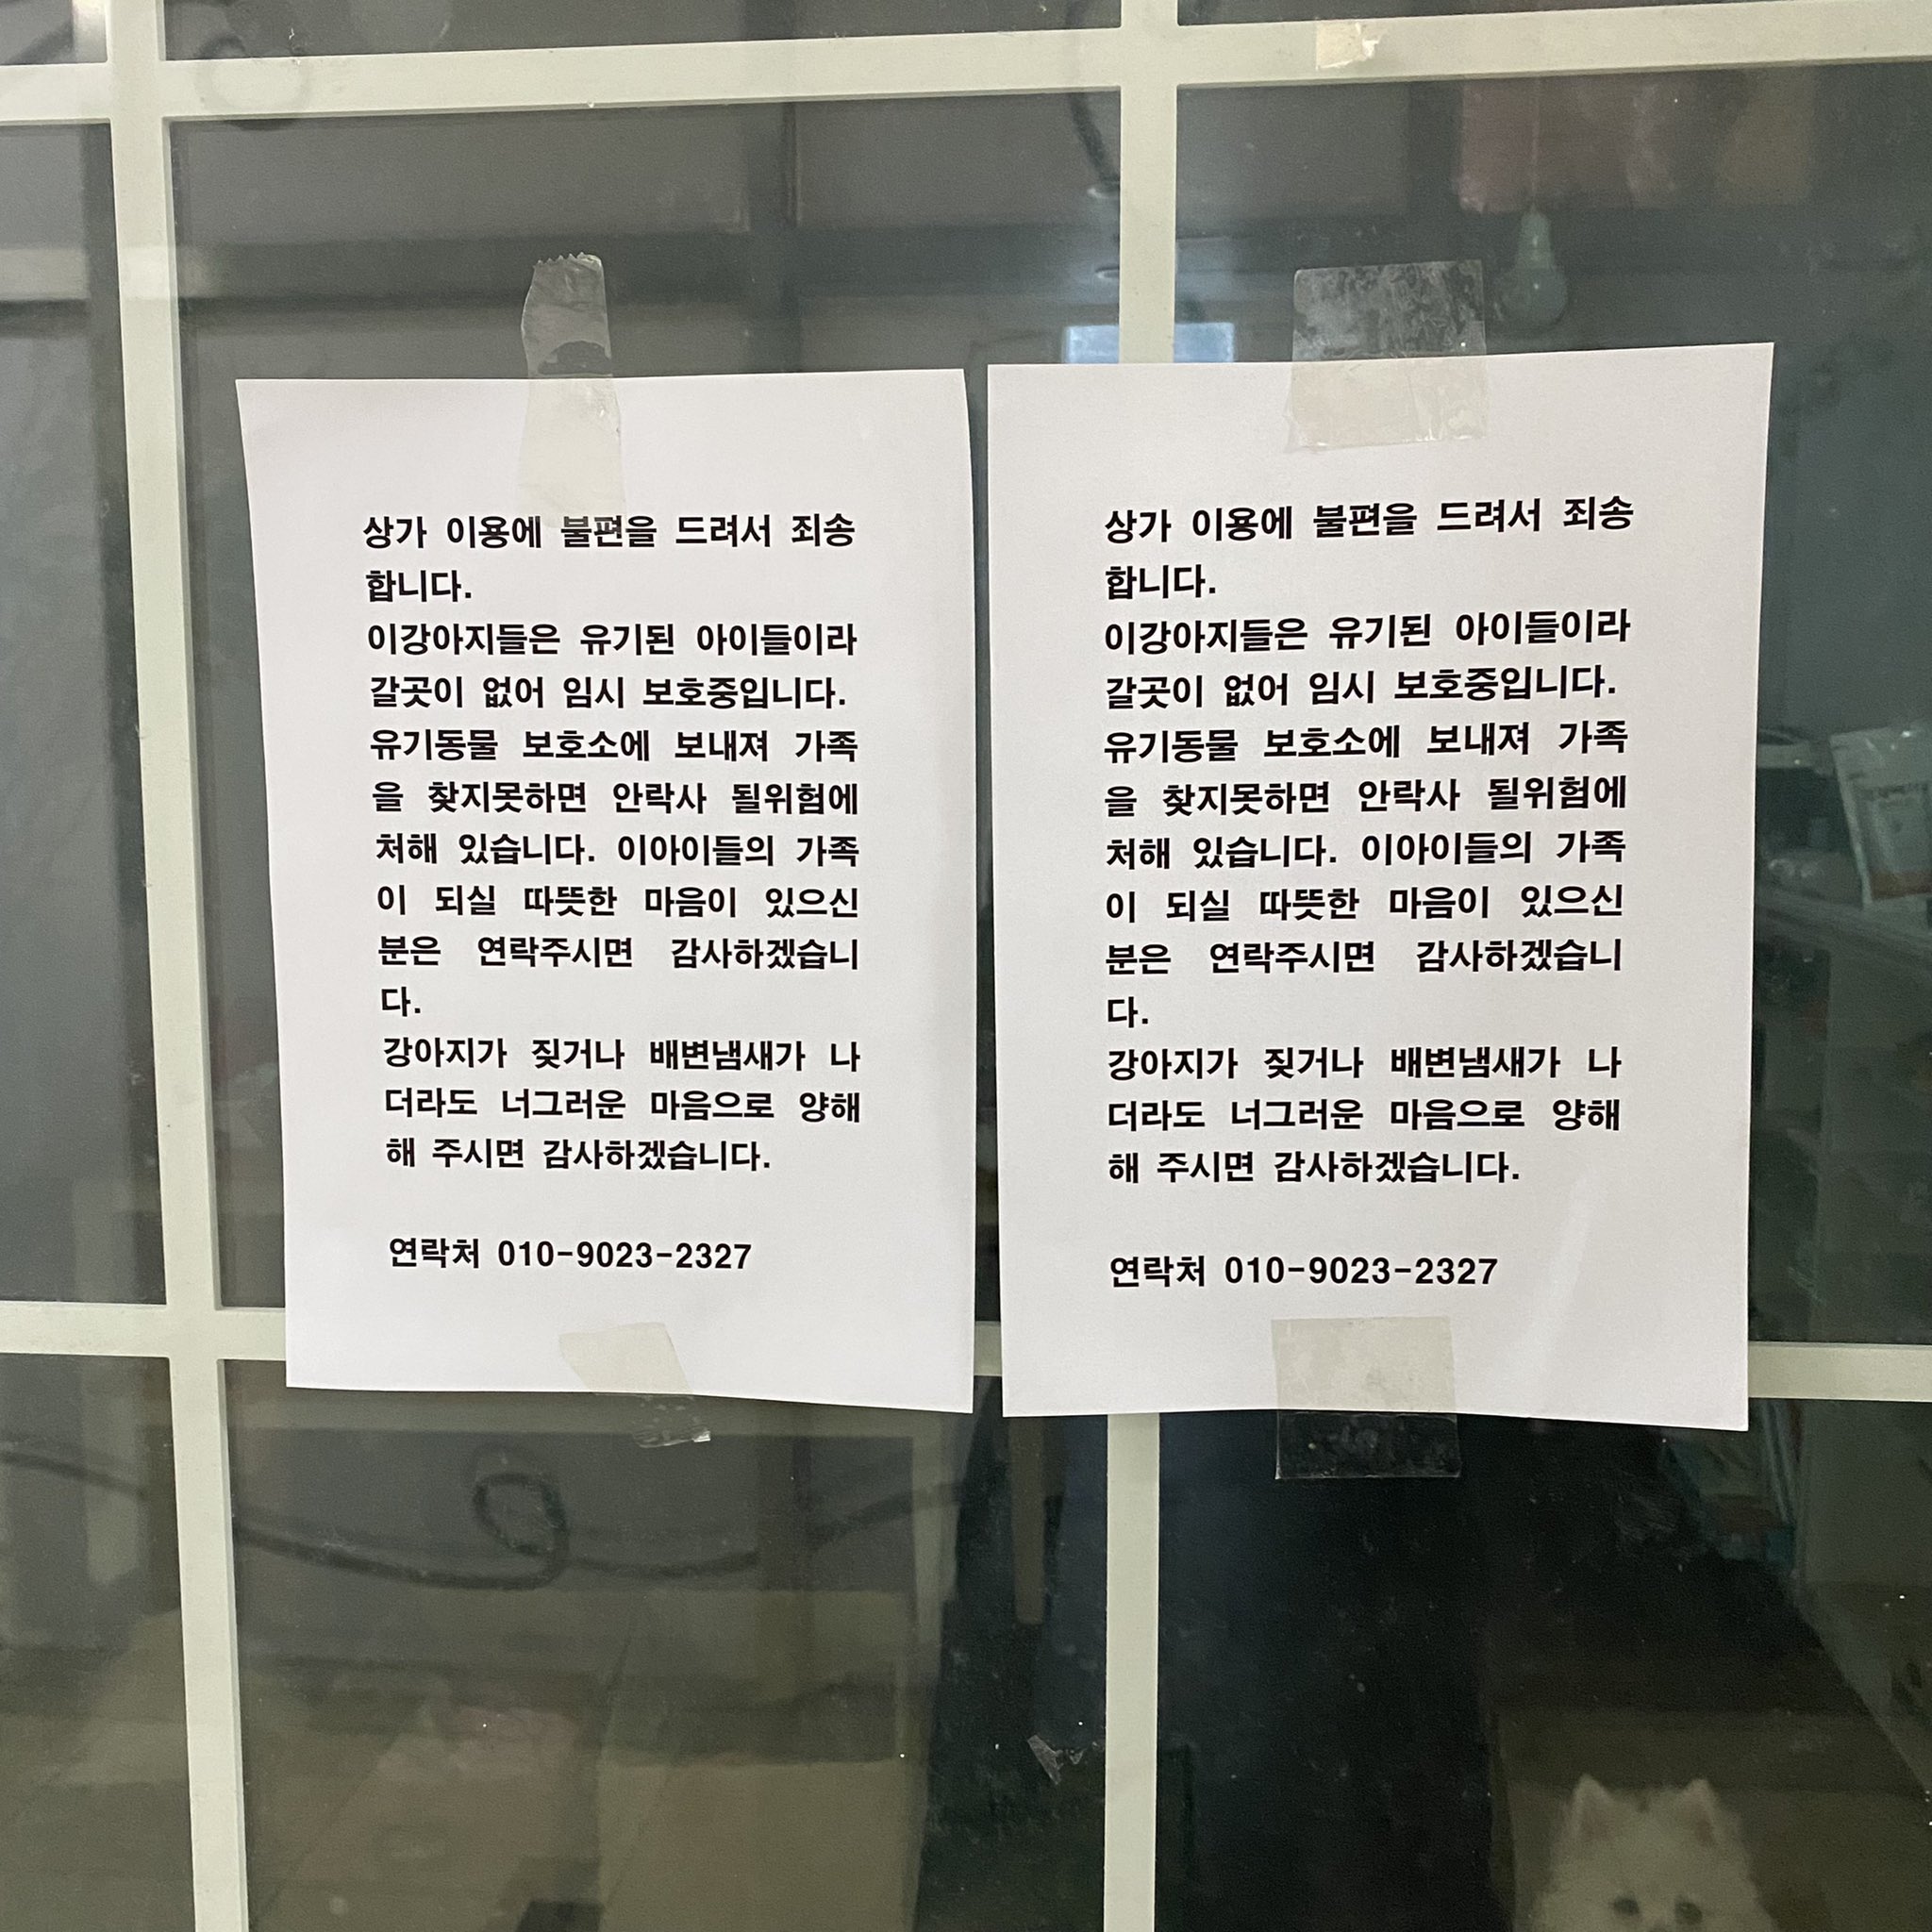 상가 이용에 불편을 드려서 죄송
합니다.
이강아지들은 유기된 아이들이라
갈곳이 없어 임시 보호중입니다.
유기동물 보호소에 보내져 가족
을 찾지못하면 안락사 될위험에
처해 있습니다. 이아이들의 가족
이 되실 따뜻한 마음이 있으신
분은 연락주시면 감사하겠습니
다.
강아지가 짖거나 배변냄새가 나
더라도 너그러운 마음으로 양해
해 주시면 감사하겠습니다.
연락처 010-9023-2327
상가 이용에 불편을 드려서 죄송
합니다.
이강아지들은 유기된 아이들이라
갈곳이 없어 임시 보호중입니다.
유기동물 보호소에 보내져 가족
을 찾지못하면 안락사 될위험에
처해 있습니다. 이아이들의 가족
이 되실 따뜻한 마음이 있으신
분은 연락주시면 감사하겠습니
다.
강아지가 짖거나 배변냄새가 나
더라도 너그러운 마음으로 양해
해 주시면 감사하겠습니다.
연락처 010-9023-2327